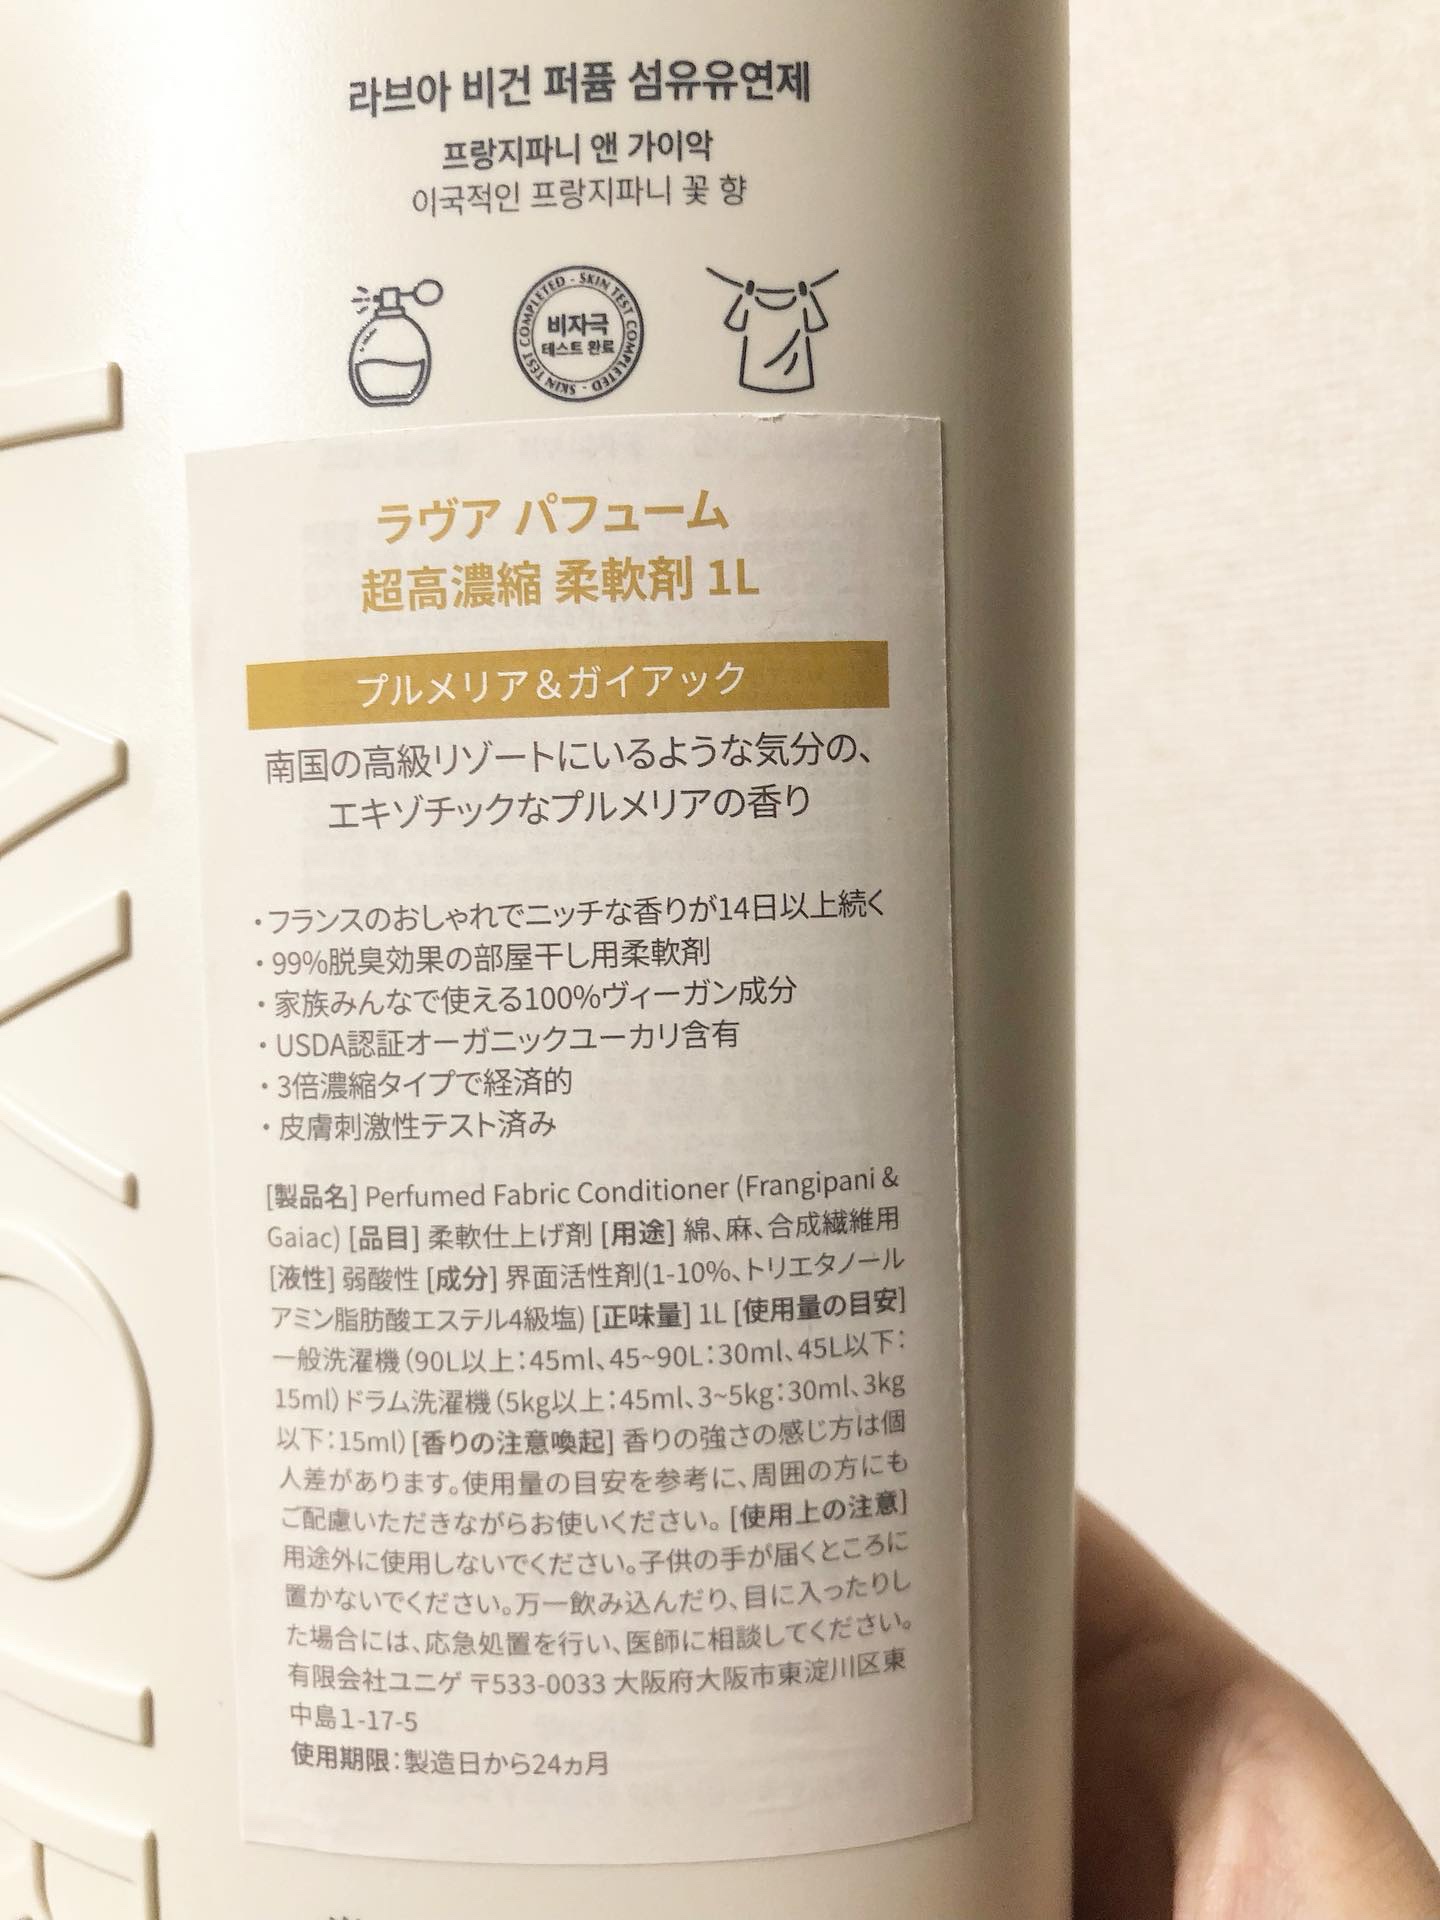 라브아 비건 퍼퓸 섬유유연제
프랑지파니 앤 가이악
이국적인 프랑지파니 꽃 향
COMPLETED - SKIN TEST COMPLETED - SKIN TEST
비자극
테스트 완료
ラヴア パフューム
超高濃縮 柔軟剤 1L
プルメリア&ガイアック
南国の高級リゾートにいるような気分の、
エキゾチックなプルメリアの香り
・フランスのおしゃれでニッチな香りが14日以上続く
・99%脱臭効果の部屋干し用柔軟剤
・家族みんなで使える100%ヴィーガン成分
・USDA認証オーガニックユーカリ含有
・3倍濃縮タイプで経済的
・皮膚刺激性テスト済み
[製品名] Perfumed Fabric Conditioner (Frangipani &
Gaiac) [品目] 柔軟仕上げ剤 [用途] 綿、麻、合成繊維用
[液性] 弱酸性 [成分] 界面活性剤(1-10%、トリエタノール
アミン脂肪酸エステル4級塩) [正味量] 1L [使用量の目安]
一般洗濯機(90L以上:45ml、45~90L:30ml、45L以下:
15ml)ドラム洗濯機(5kg以上:45ml、3~5kg:30ml、3kg
以下:15ml) [香りの注意喚起] 香りの強さの感じ方は個
人差があります。使用量の目安を参考に、周囲の方にも
ご配慮いただきながらお使いください。[使用上の注意]
用途外に使用しないでください。子供の手が届くところに
置かないでください。万一飲み込んだり、目に入ったりし
た場合には、応急処置を行い、医師に相談してください。
有限会社ユニゲ 〒533-0033 大阪府大阪市東淀川区東
中島1-17-5
使用期限:製造日から24ヵ月